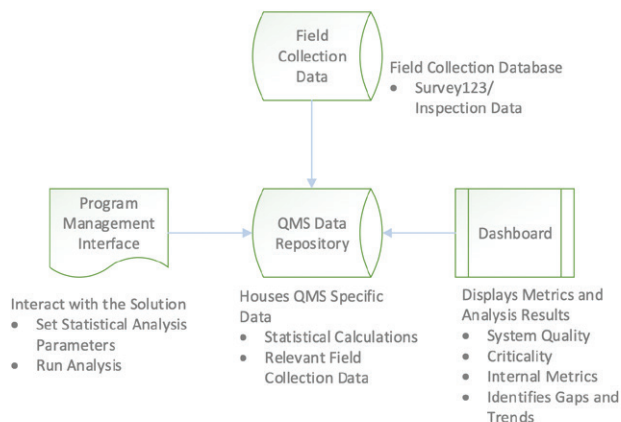 Field
Collection
Data
Field Collection Database
• Survey123/
Inspection Data
Program
Management
Interface
QMS Data
Repository
Dashboard
Interact with the Solution
• Set Statistical Analysis
Parameters
• Run Analysis
Houses QMS Specific
Data
• Statistical Calculations
• Relevant Field
Collection Data
Displays Metrics and
Analysis Results
• System Quality
• Criticality
• Internal Metrics
• Identifies Gaps and
Trends